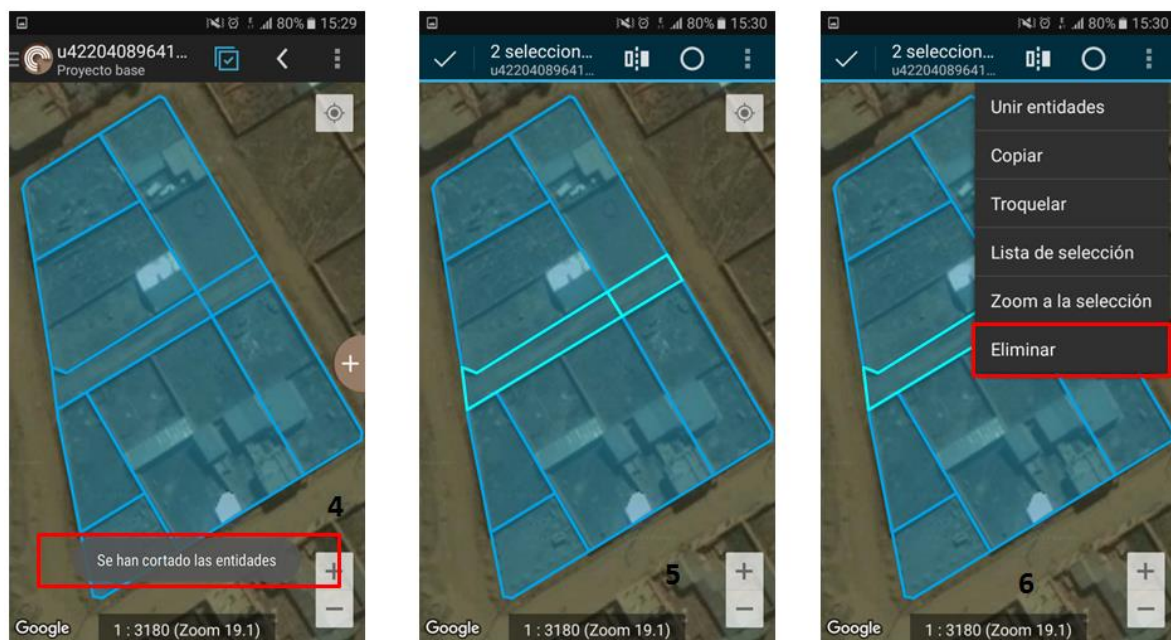 80% 15:29
u42204089641...
Proyecto base
4
Se han cortado las entidades
+
−
Google
1 : 3180 (Zoom 19.1)
80% 15:30
2 seleccion...
u42204089641...
5
+
−
Google
1 : 3180 (Zoom 19.1)
80% 15:30
2 seleccion...
u42204089641...
Unir entidades
Copiar
Troquelar
Lista de selección
Zoom a la selección
Eliminar
6
+
−
Google
1 : 3180 (Zoom 19.1)